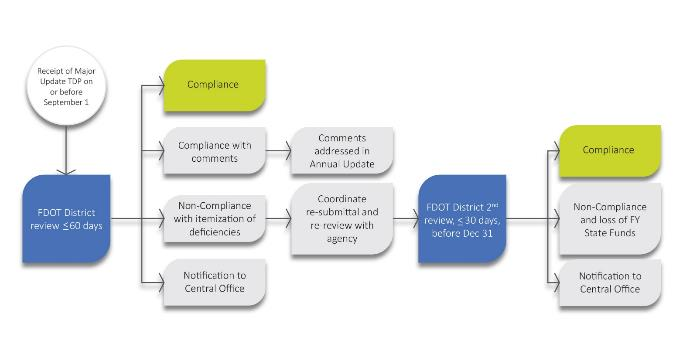 Receipt of Major
Update TDP on
or before
September 1
FDOT District
review ≤60 days
Compliance
Compliance with
comments
Comments
addressed in
Annual Update
Non-Compliance
with itemization of
deficiencies
Coordinate
re-submittal and
re-review with
agency
Notification to
Central Office
FDOT District 2nd
review, ≤ 30 days,
before Dec 31
Compliance
Non-Compliance
and loss of FY
State Funds
Notification to
Central Office